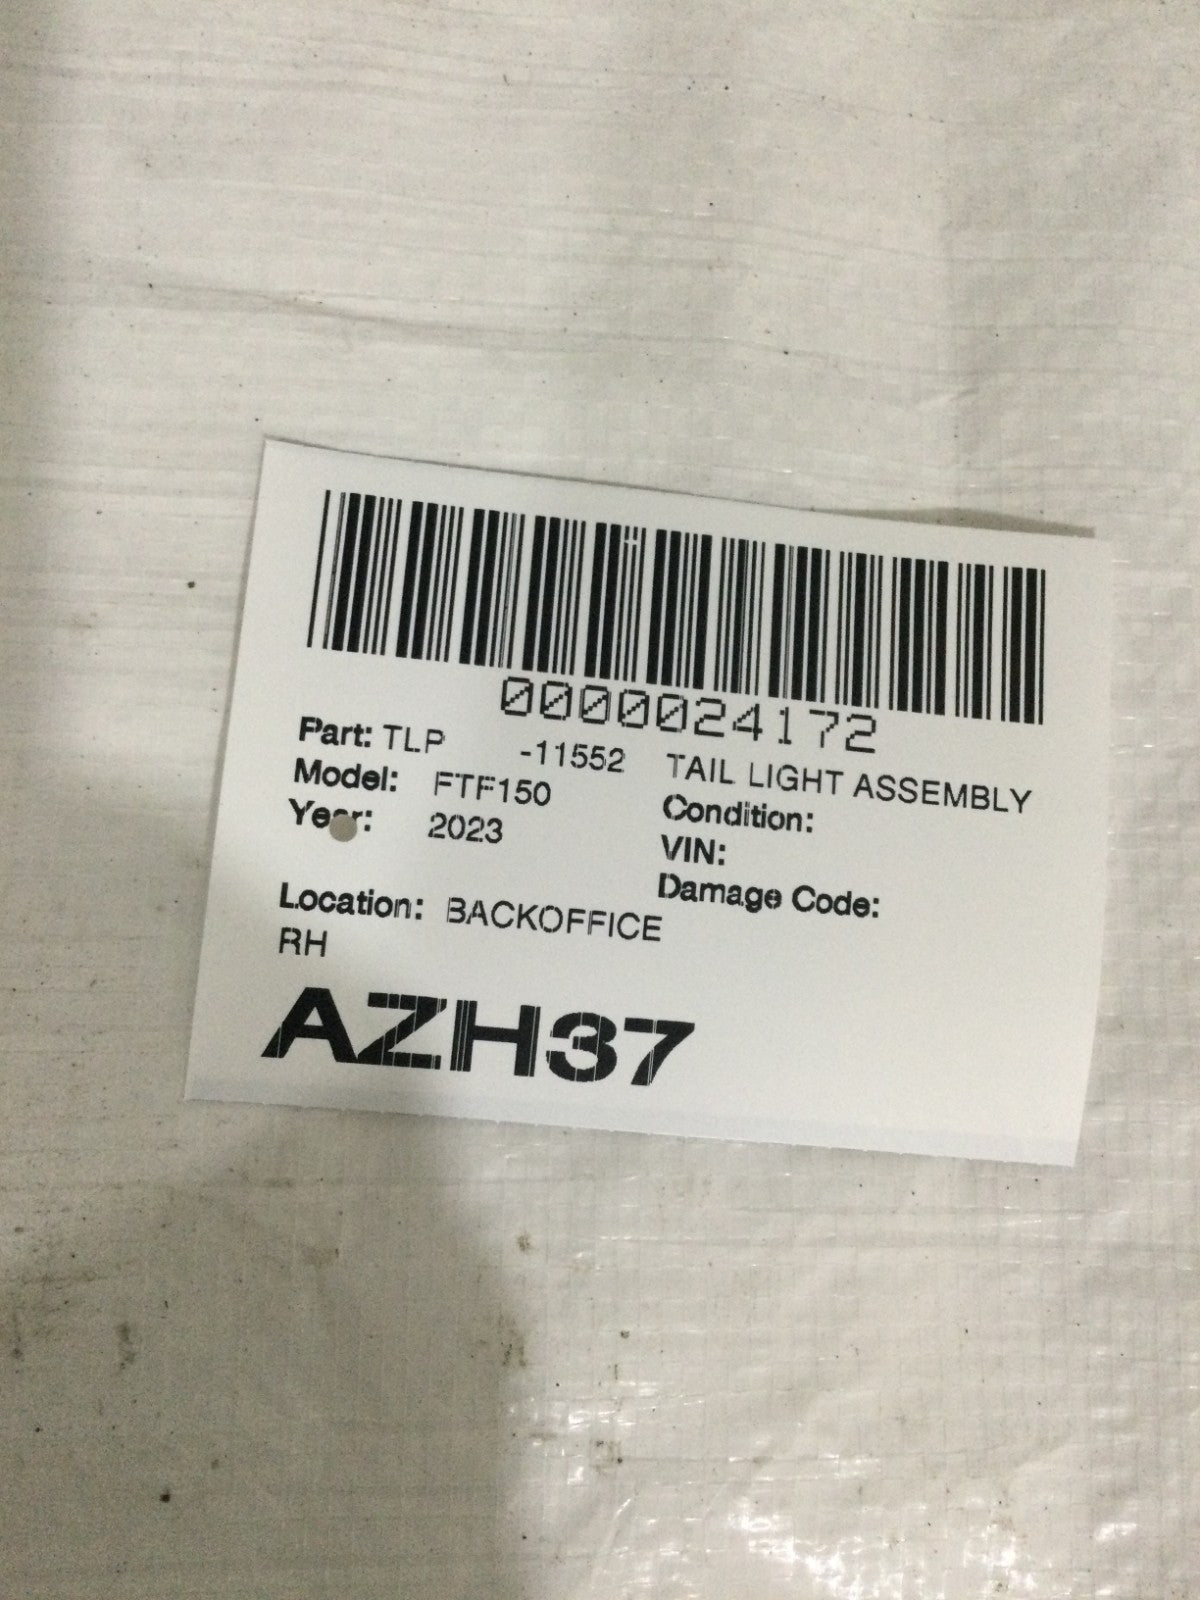 0000024172
Part: TLP -11552 TAIL LIGHT ASSEMBLY
Model: FTF150 Condition:
Year: 2023 VIN:
Damage Code:
Location: BACKOFFICE
RH
AZH37